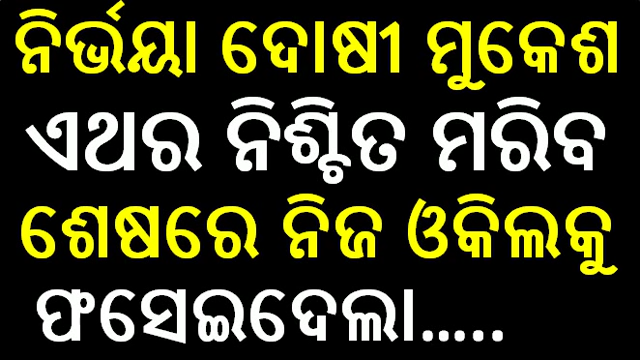 ନିର୍ଭୟା ଦୋଷୀ ମୁକେଶ
ଏଥର ନିଶ୍ଚିତ ମରିବ
ଶେଷରେ ନିଜ ଓକିଲକୁ
ଫସେଇଦେଲା.....